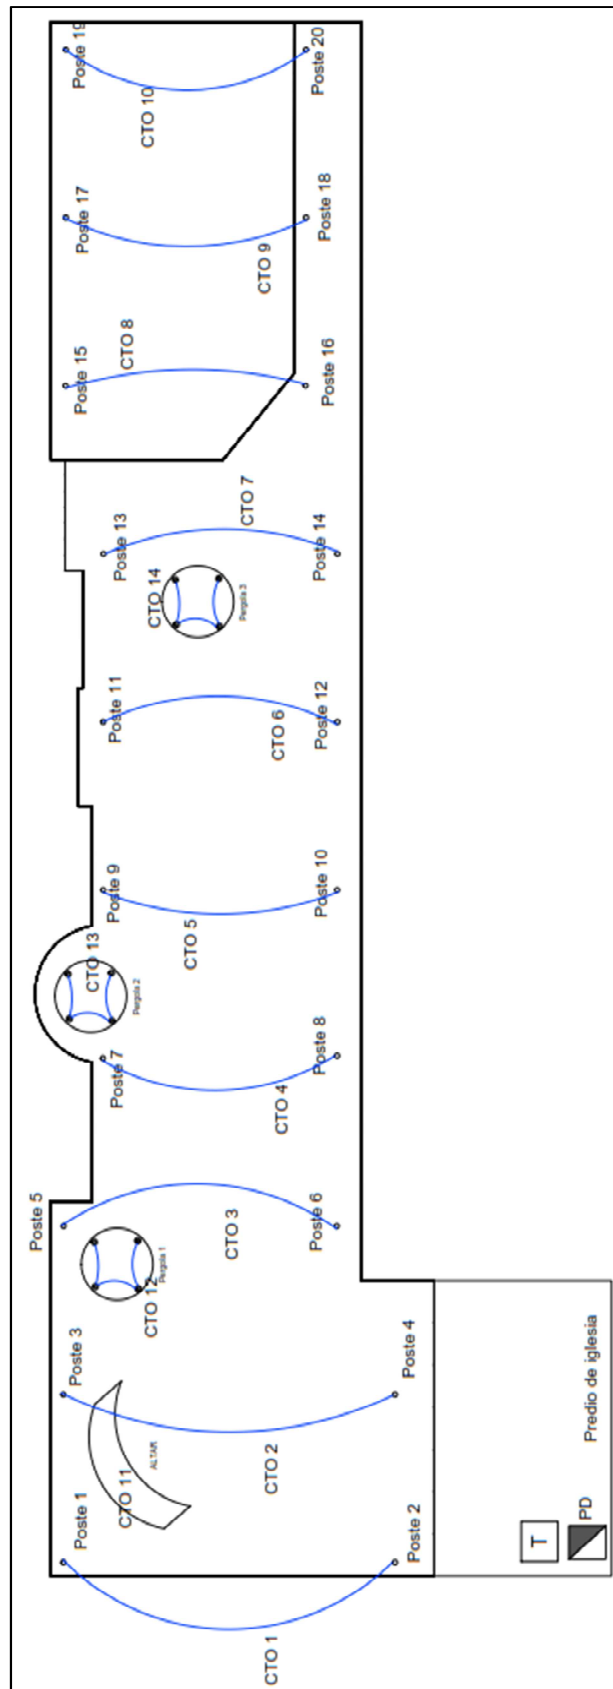 Poste 19
Poste 20
CTO 10
Poste 17
Poste 18
CTO 9
CTO 8
Poste 15
Poste 16
CTO 7
Poste 13
Poste 14
CTO 14
Pergola 3
Poste 11
Poste 12
CTO 6
Poste 9
Poste 10
CTO 5
CTO 13
Pergola 2
Poste 7
Poste 8
CTO 4
Poste 5
Poste 6
CTO 3
Pergola 1
CTO 12
Poste 3
Poste 4
ALTAR
CTO 11
CTO 2
Poste 1
Poste 2
CTO 1
Predio de iglesia
T
PD